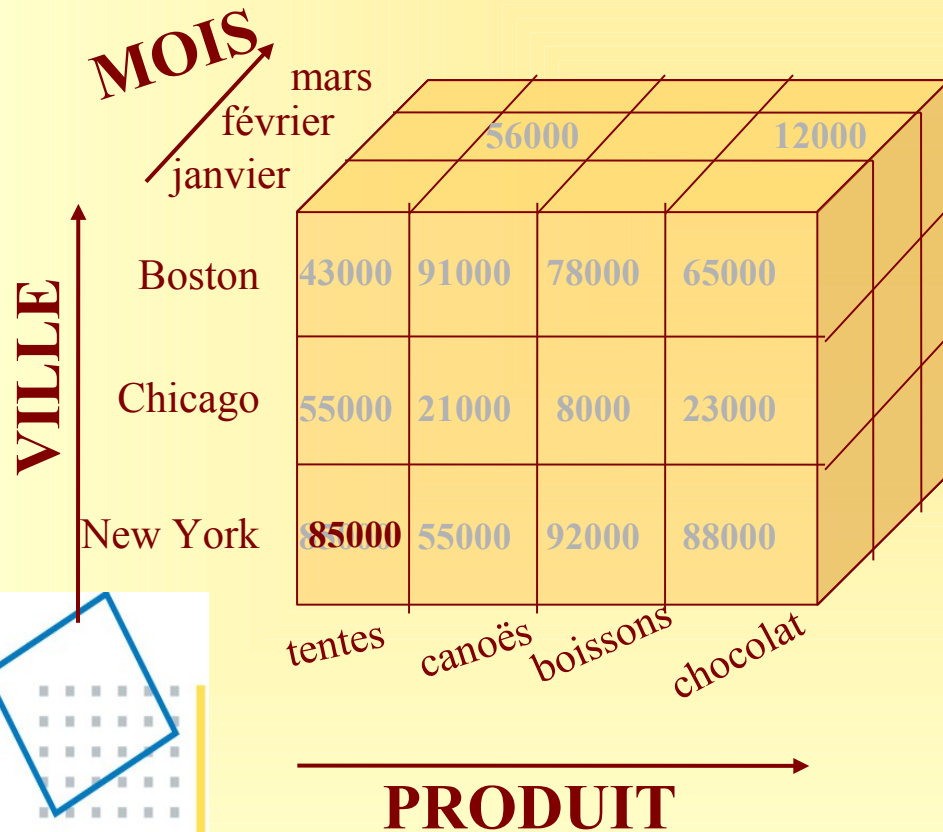 MOIS
mars
février
janvier
56000 12000
VILLE
Boston 43000 91000 78000 65000
Chicago 55000 21000 8000 23000
New York 85000 55000 92000 88000
tentes canoës boissons chocolat
PRODUIT